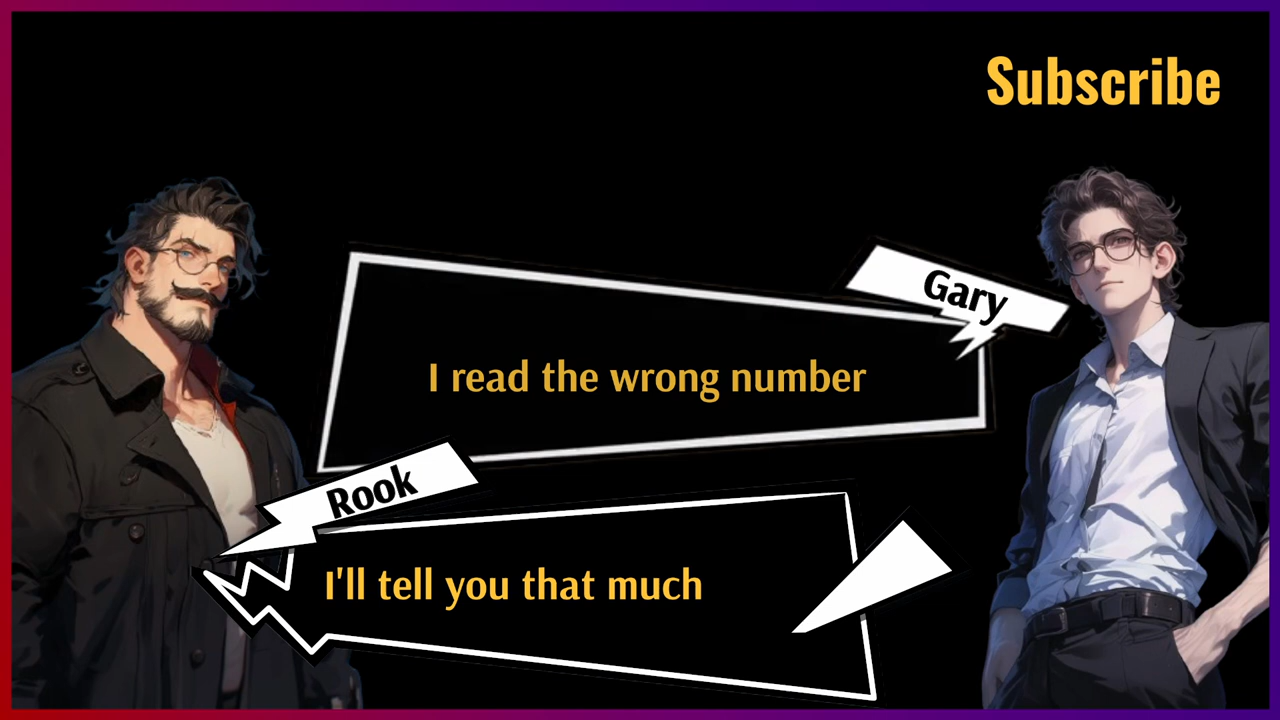 Subscribe
Gary
I read the wrong number
Rook
I'll tell you that much